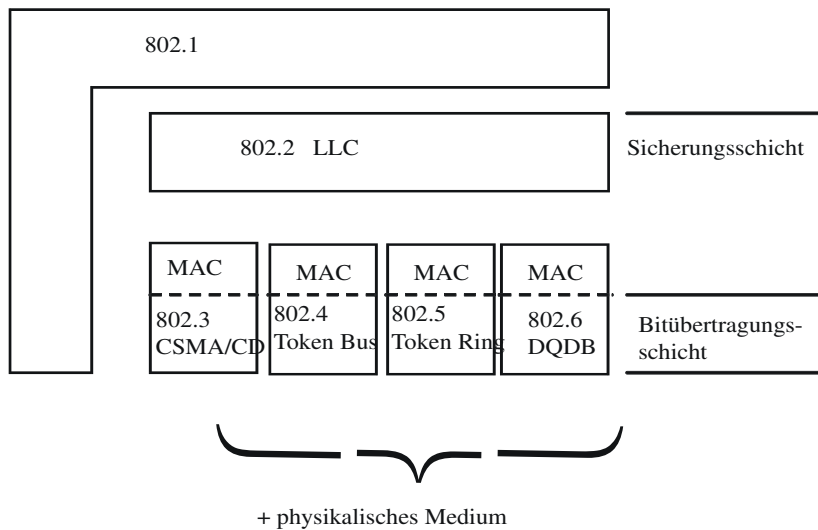 802.1
802.2 LLC
Sicherungsschicht
MAC
MAC
MAC
MAC
802.3
CSMA/CD
802.4
Token Bus
802.5
Token Ring
802.6
DQDB
Bitübertragungs-
schicht
+ physikalisches Medium